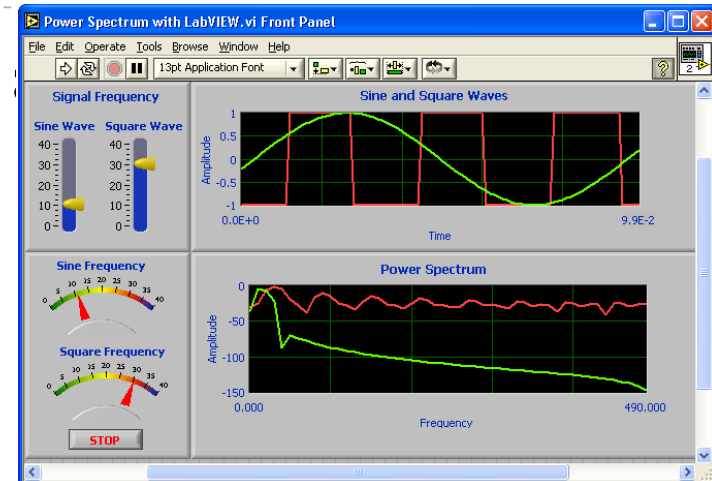 Power Spectrum with LabVIEW.vi Front Panel
File Edit Operate Tools Browse Window Help
13pt Application Font
?
2
Signal Frequency
Sine Wave Square Wave
40 40
30 30
20 20
10 10
0 0
Sine and Square Waves
Amplitude
1
0.5
0
-0.5
-1
0.0E+0 9.9E-2
Time
Sine Frequency
0 5 10 15 20 25 30 35 40
Square Frequency
0 5 10 15 20 25 30 35 40
STOP
Power Spectrum
Amplitude
0
-50
-100
-150
0.000 490.000
Frequency